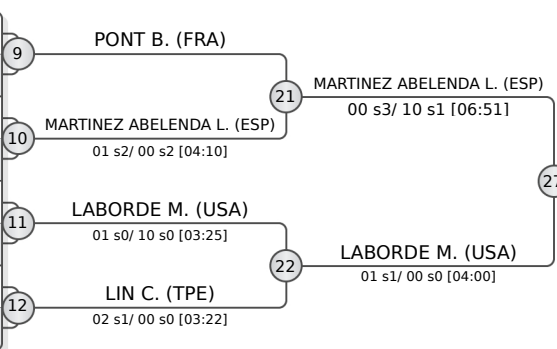 9
PONT B. (FRA)
21
MARTINEZ ABELENDA L. (ESP)
00 s3/ 10 s1 [06:51]
10
MARTINEZ ABELENDA L. (ESP)
01 s2/ 00 s2 [04:10]
27
11
LABORDE M. (USA)
01 s0/ 10 s0 [03:25]
22
LABORDE M. (USA)
01 s1/ 00 s0 [04:00]
12
LIN C. (TPE)
02 s1/ 00 s0 [03:22]